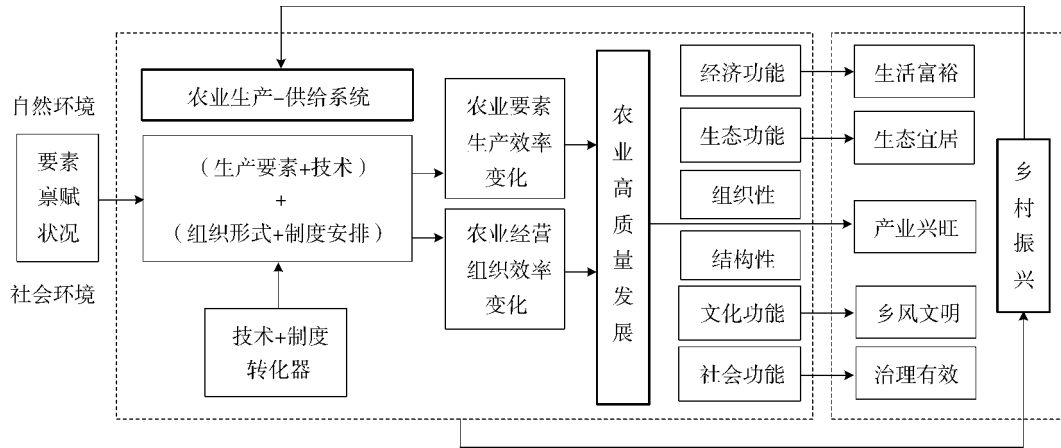 自然环境
要素
禀赋
状况
社会环境
农业生产-供给系统
（生产要素+技术）
+
（组织形式+制度安排）
技术+制度
转化器
农业要素
生产效率
变化
农业经营
组织效率
变化
农业高质量发展
经济功能
生态功能
组织性
结构性
文化功能
社会功能
生活富裕
生态宜居
产业兴旺
乡风文明
治理有效
乡村振兴